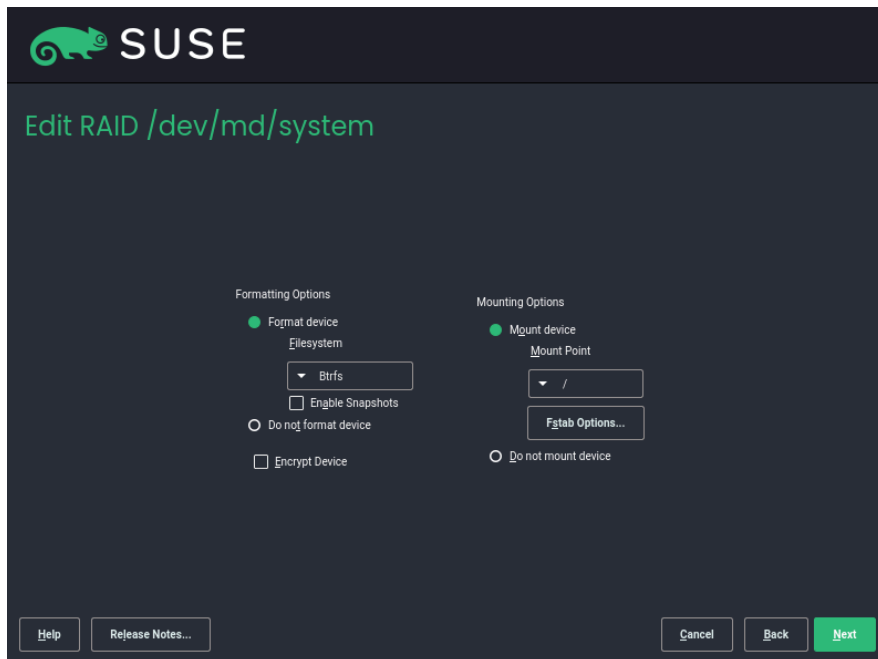 SUSE
Edit RAID /dev/md/system
Formatting Options
Format device
Filesystem
Btrfs
Enable Snapshots
Do not format device
Encrypt Device
Mounting Options
Mount device
Mount Point
/
Fstab Options...
Do not mount device
Help
Release Notes...
Cancel
Back
Next